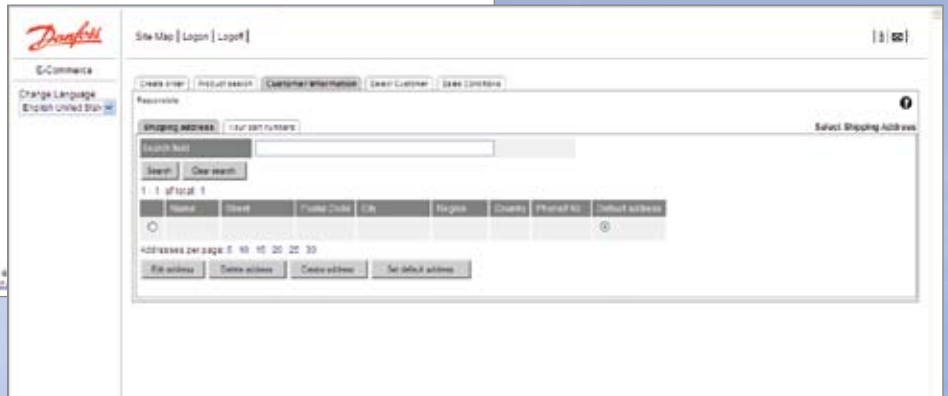 Danfoss
Site Map | Logon | Logoff |
E-Commerce
Change Language
English United Stat
Create order
Product search
Customer Information
Select Customer
Sales Conditions
Responsible
Shipping address
Your part numbers
Select Shipping Address
Search field
Search
Clear search
1 - 1 of total: 1
Name
Street
Postal Code
City
Region
Country
Phone/Fax
Default address
Addresses per page: 5 10 15 20 25 30
Edit address
Delete address
Create address
Set default address